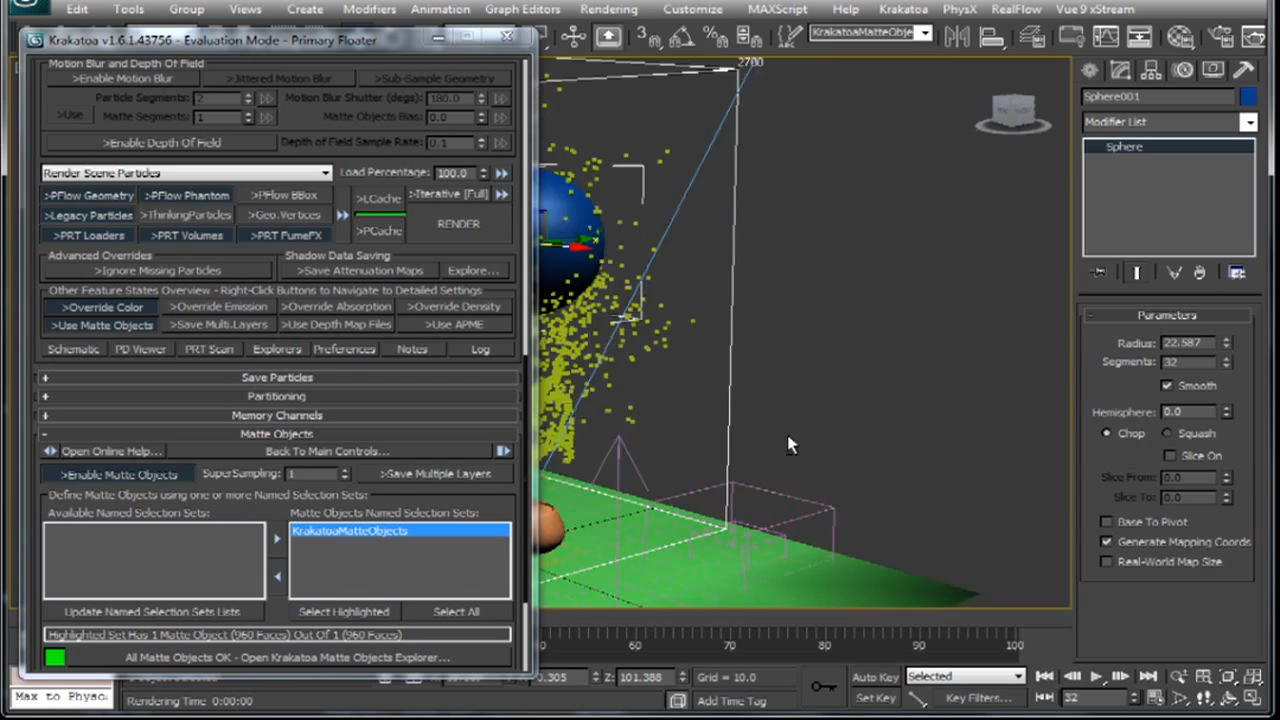 Edit Tools Group Views Create Modifiers Animation Graph Editors Rendering Customize MAXScript Help Krakatoa PhysX RealFlow Vue 9 xStream
Krakatoa v1.6.1.43756 - Evaluation Mode - Primary Floater
KrakatoaMatteObje
2700
Motion Blur and Depth Of Field
>Enable Motion Blur >Jittered Motion Blur >Sub-Sample Geometry
Particle Segments: 2 Motion Blur Shutter (degs): 180.0
>Use Matte Segments: 1 Matte Objects Bias: 0.0
>Enable Depth Of Field Depth of Field Sample Rate: 0.1
Render Scene Particles Load Percentage: 100.0
>PFlow Geometry >PFlow Phantom >PFlow BBox >LCache >Iterative [Full]
>Legacy Particles >ThinkingParticles >Geo.Vertices RENDER
>PRT Loaders >PRT Volumes >PRT FumeFX >PCache
Advanced Overrides Shadow Data Saving
>Ignore Missing Particles >Save Attenuation Maps Explore...
Other Feature States Overview - Right-Click Buttons to Navigate to Detailed Settings
>Override Color >Override Emission >Override Absorption >Override Density
>Use Matte Objects >Save Multi.Layers >Use Depth Map Files >Use APME
Schematic PD Viewer PRT Scan Explorers Preferences Notes Log
+ Save Particles
+ Partitioning
+ Memory Channels
- Matte Objects
Open Online Help... Back To Main Controls...
>Enable Matte Objects SuperSampling: 1 >Save Multiple Layers
Define Matte Objects using one or more Named Selection Sets:
Available Named Selection Sets: Matte Objects Named Selection Sets:
KrakatoaMatteObjects
Update Named Selection Sets Lists Select Highlighted Select All
Highlighted Set Has 1 Matte Object (960 Faces) Out Of 1 (960 Faces)
All Matte Objects OK - Open Krakatoa Matte Objects Explorer...
Sphere001
Modifier List
Sphere
- Parameters
Radius: 22.587
Segments: 32
Smooth
Hemisphere: 0.0
Chop Squash
Slice On
Slice From: 0.0
Slice To: 0.0
Base To Pivot
Generate Mapping Coords
Real-World Map Size
60 70 80 90 100
Z: 101.388 Grid = 10.0 Auto Key Selected
Max to Physc Rendering Time 0:00:00 Add Time Tag Set Key Key Filters... 32